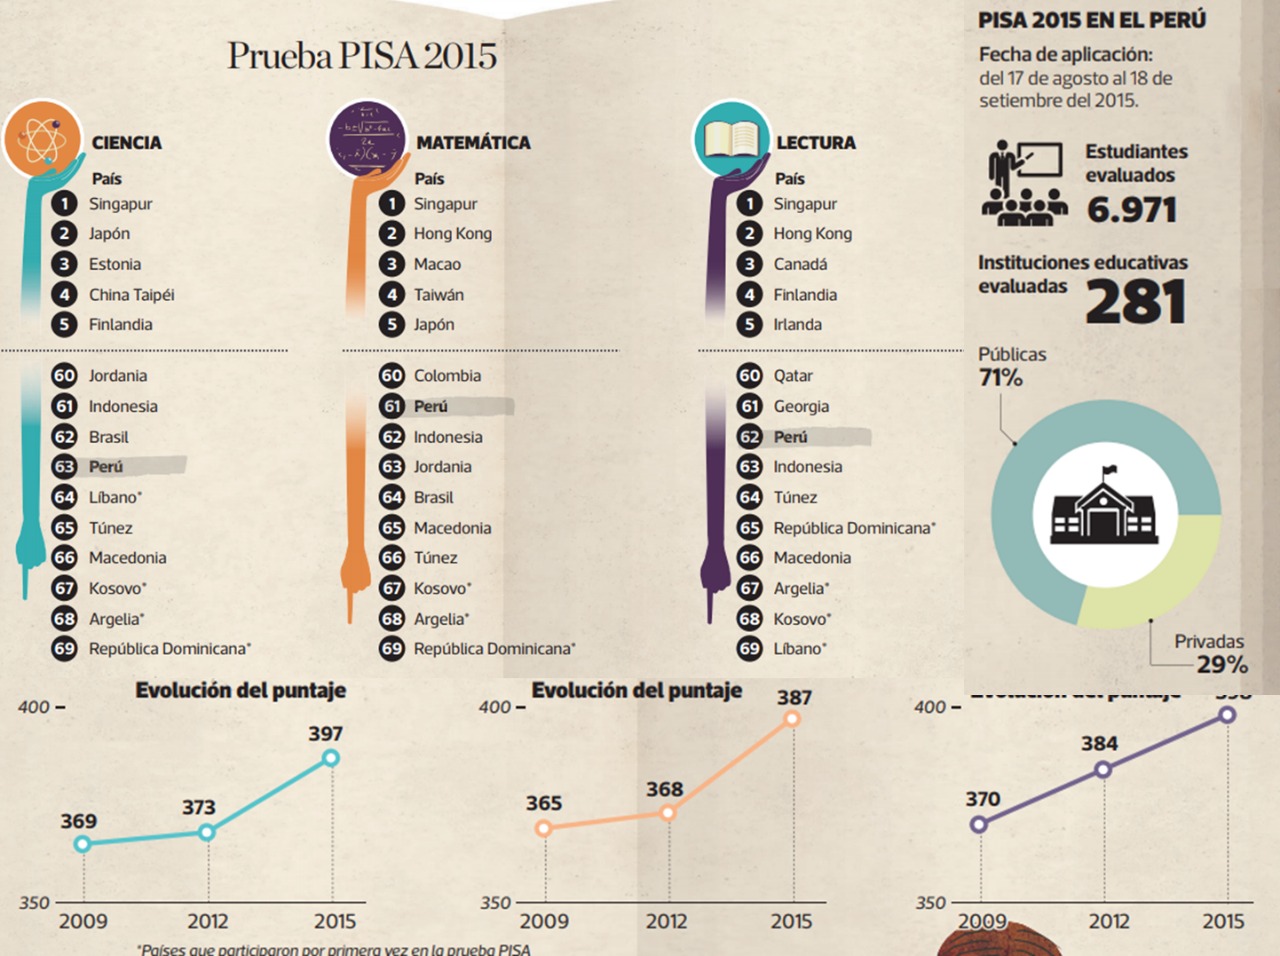 Prueba PISA 2015
CIENCIA
País
1 Singapur
2 Japón
3 Estonia
4 China Taipéi
5 Finlandia
60 Jordania
61 Indonesia
62 Brasil
63 Perú
64 Líbano*
65 Túnez
66 Macedonia
67 Kosovo*
68 Argelia*
69 República Dominicana*
MATEMÁTICA
País
1 Singapur
2 Hong Kong
3 Macao
4 Taiwán
5 Japón
60 Colombia
61 Perú
62 Indonesia
63 Jordania
64 Brasil
65 Macedonia
66 Túnez
67 Kosovo*
68 Argelia*
69 República Dominicana*
LECTURA
País
1 Singapur
2 Hong Kong
3 Canadá
4 Finlandia
5 Irlanda
60 Qatar
61 Georgia
62 Perú
63 Indonesia
64 Túnez
65 República Dominicana*
66 Macedonia
67 Argelia*
68 Kosovo*
69 Líbano*
PISA 2015 EN EL PERÚ
Fecha de aplicación:
del 17 de agosto al 18 de
setiembre del 2015.
Estudiantes
evaluados
6.971
Instituciones educativas
evaluadas 281
Públicas
71%
Privadas
29%
Evolución del puntaje
400
397
373
369
350
2009 2012 2015
Evolución del puntaje
400
387
368
365
350
2009 2012 2015
Evolución del puntaje
400
398
384
370
350
2009 2012 2015
*Países que participaron por primera vez en la prueba PISA